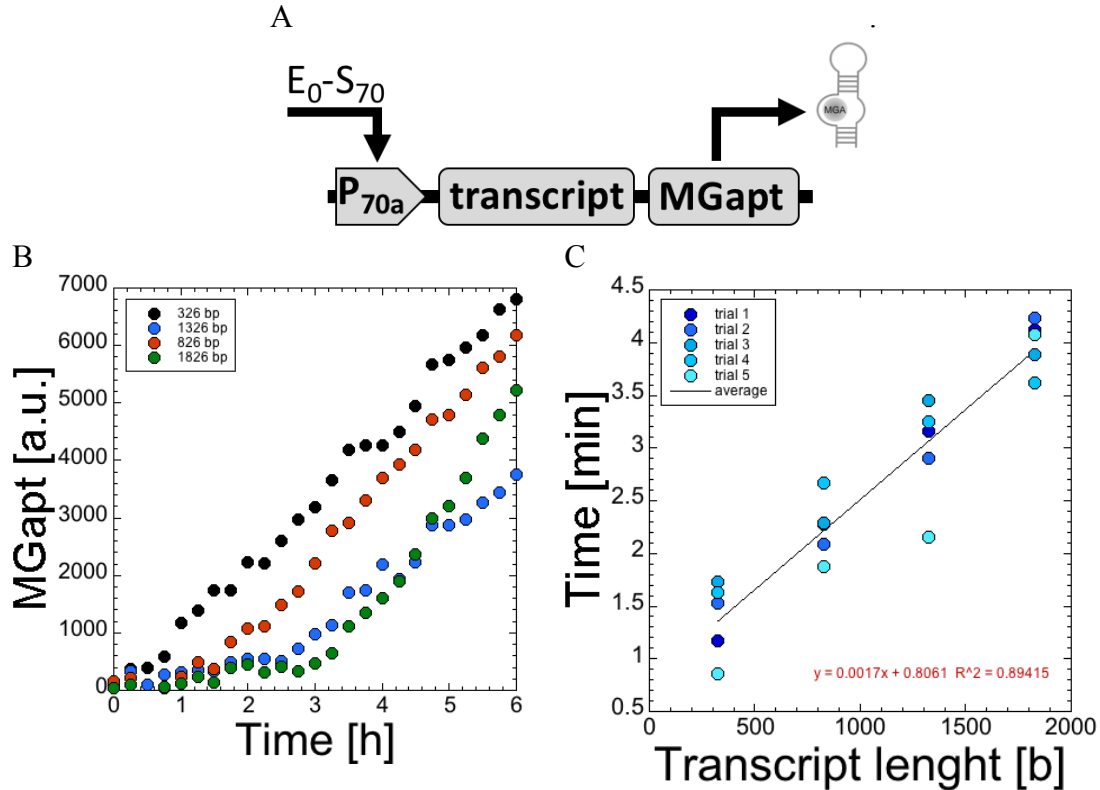 A
E0-S70
MGA
P70a
transcript
MGapt
B
7000
6000
5000
4000
3000
2000
1000
0
326 bp
1326 bp
826 bp
1826 bp
MGapt [a.u.]
0 1 2 3 4 5 6
Time [h]
C
4.5
4
3.5
3
2.5
2
1.5
1
0.5
trial 1
trial 2
trial 3
trial 4
trial 5
average
y = 0.0017x + 0.8061 R^2 = 0.89415
Time [min]
0 500 1000 1500 2000
Transcript lenght [b]